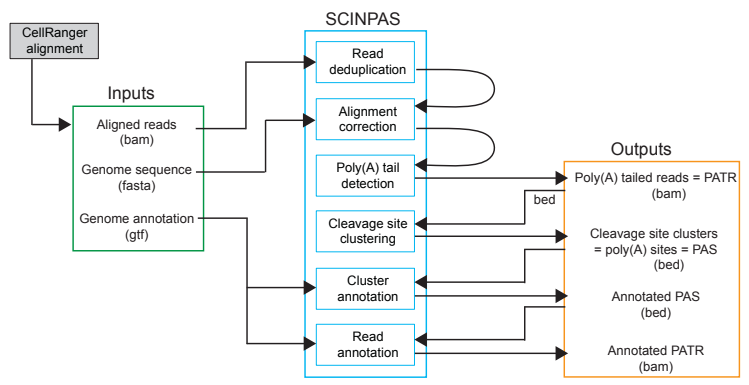 CellRanger
alignment
Inputs
Aligned reads
(bam)
Genome sequence
(fasta)
Genome annotation
(gtf)
SCINPAS
Read
deduplication
Alignment
correction
Poly(A) tail
detection
Cleavage site
clustering
Cluster
annotation
Read
annotation
bed
Outputs
Poly(A) tailed reads = PATR
(bam)
Cleavage site clusters
= poly(A) sites = PAS
(bed)
Annotated PAS
(bed)
Annotated PATR
(bam)